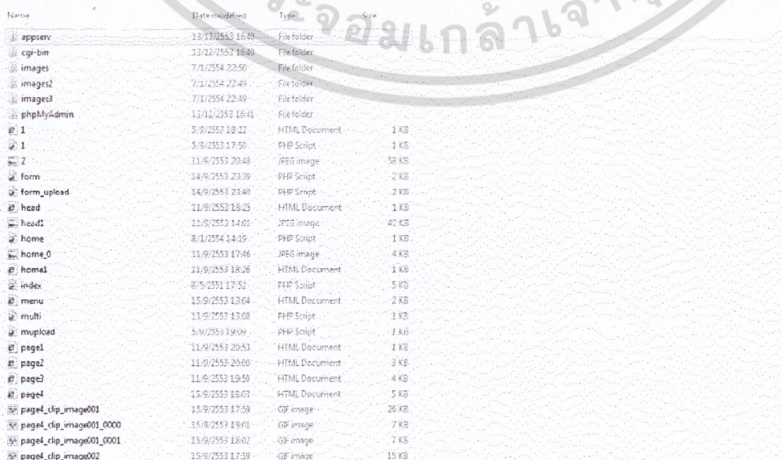 ระจอมเกล้าเจ้าคุ
Name Date modified Type Size
appserv 13/12/2553 16:40 File folder
cgi-bin 13/12/2553 16:40 File folder
images 7/1/2554 22:50 File folder
images2 7/1/2554 22:49 File folder
images3 7/1/2554 22:49 File folder
phpMyAdmin 13/12/2553 16:41 File folder
1 5/9/2553 18:22 HTML Document 1 KB
1 5/9/2553 17:50 PHP Script 1 KB
2 11/9/2553 20:48 JPEG image 58 KB
form 14/9/2553 23:39 PHP Script 2 KB
form_upload 14/9/2553 23:40 PHP Script 2 KB
head 11/9/2553 18:25 HTML Document 1 KB
head1 JPEG image
home 8/1/2554 14:19 PHP Script 1 KB
home_0 11/9/2553 17:46 JPEG image 4 KB
home1 11/9/2553 18:26 HTML Document 1 KB
index 8/5/2551 17:52 PHP Script 5 KB
menu 15/9/2553 13:04 HTML Document 2 KB
multi 13/9/2553 13:08 PHP Script 1 KB
mupload 5/9/2553 19:09 PHP Script 1 KB
page1 11/9/2553 20:53 HTML Document 1 KB
page2 11/9/2553 20:00 HTML Document 3 KB
page3 11/9/2553 19:50 HTML Document 4 KB
page4 15/9/2553 18:03 HTML Document 5 KB
page4_clip_image001 15/9/2553 17:59 GIF image 26 KB
page4_clip_image001_0000 15/9/2553 18:01 GIF image 7 KB
page4_clip_image001_0001 15/9/2553 18:02 GIF image 7 KB
page4_clip_image002 15/9/2553 17:59 GIF image 15 KB